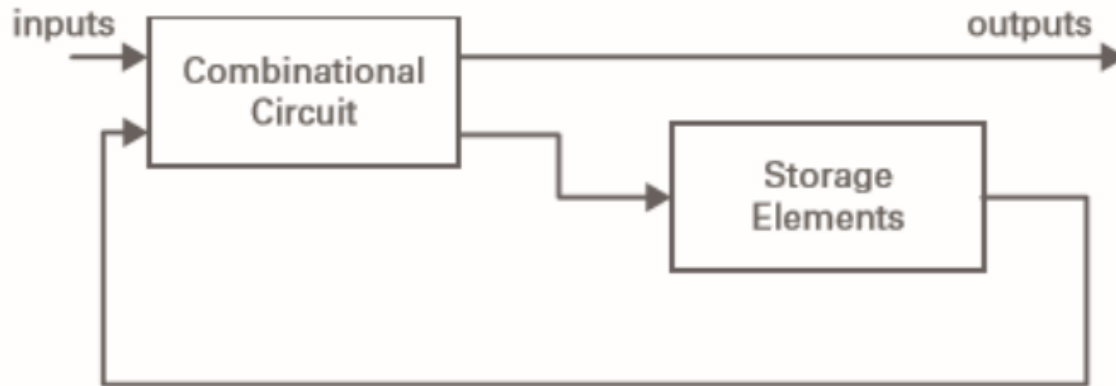 inputs
outputs
Combinational
Circuit
Storage
Elements